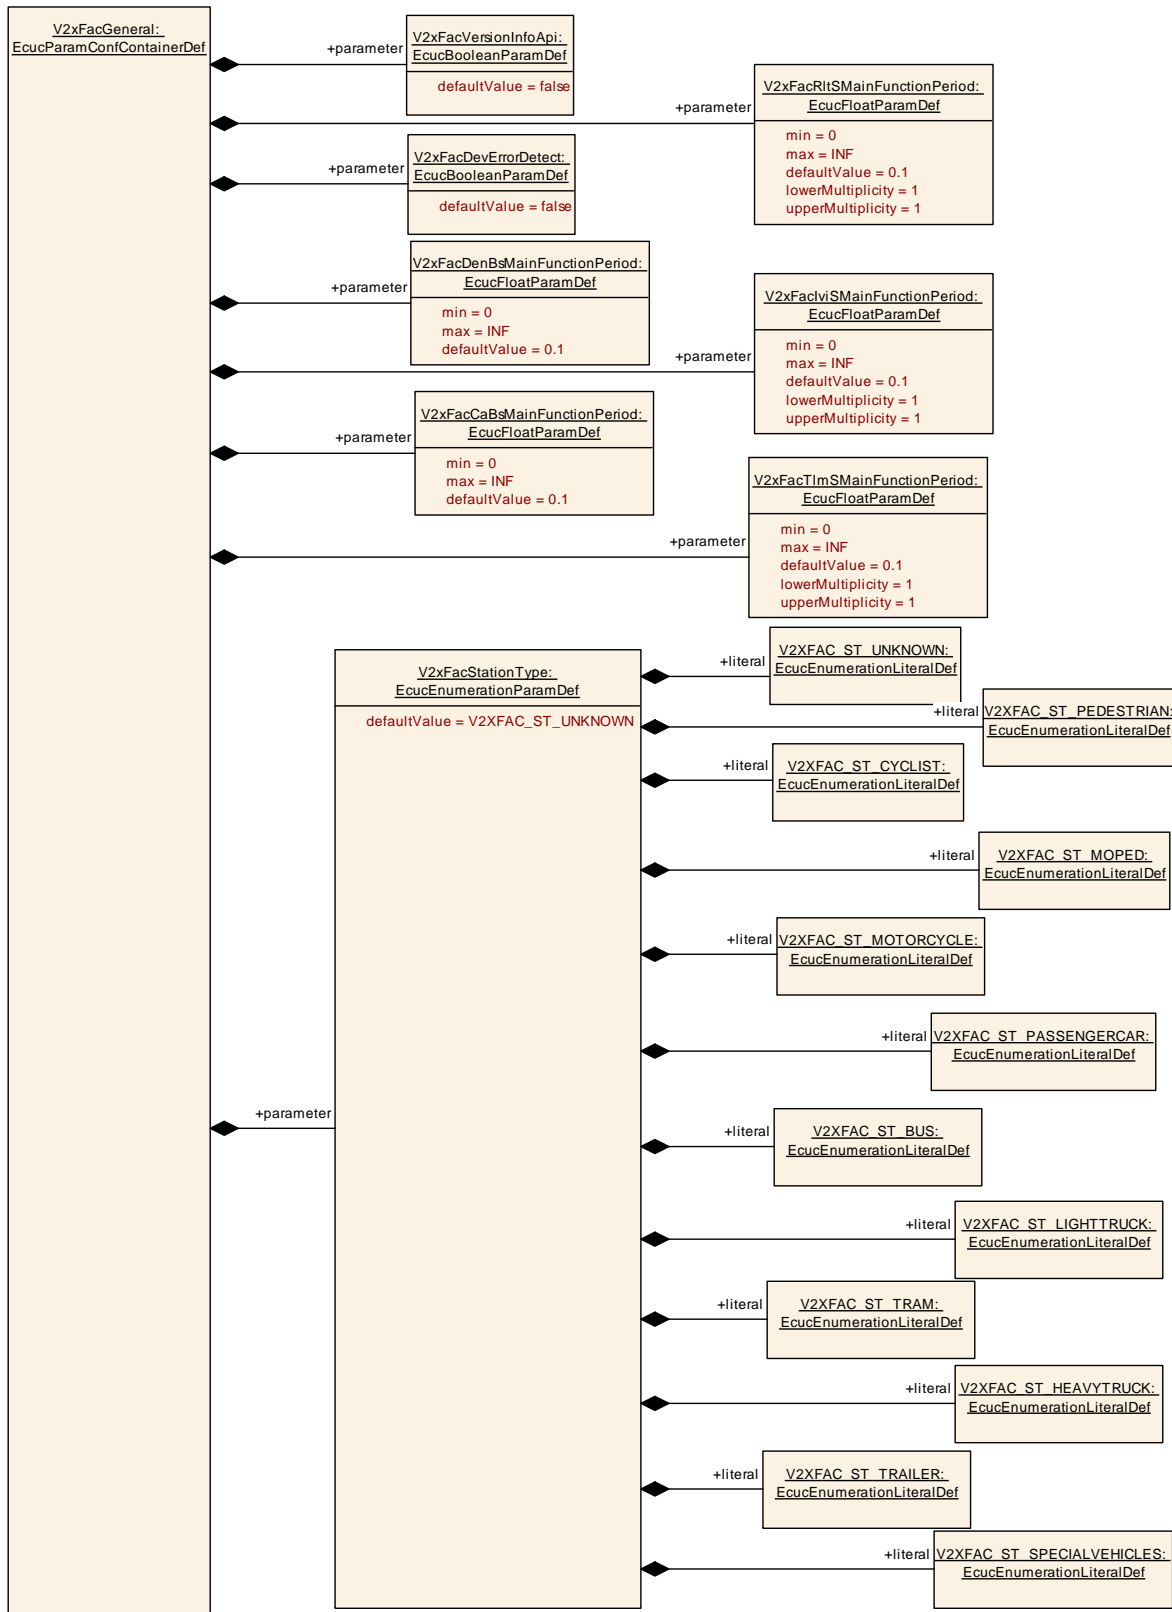 V2xFacGeneral:
EcucParamConfContainerDef
+parameter
V2xFacVersionInfoApi:
EcucBooleanParamDef
defaultValue = false
+parameter
V2xFacRltSMainFunctionPeriod:
EcucFloatParamDef
min = 0
max = INF
defaultValue = 0.1
lowerMultiplicity = 1
upperMultiplicity = 1
+parameter
V2xFacDevErrorDetect:
EcucBooleanParamDef
defaultValue = false
+parameter
V2xFacDenBsMainFunctionPeriod:
EcucFloatParamDef
min = 0
max = INF
defaultValue = 0.1
+parameter
V2xFacIviSMainFunctionPeriod:
EcucFloatParamDef
min = 0
max = INF
defaultValue = 0.1
lowerMultiplicity = 1
upperMultiplicity = 1
+parameter
V2xFacCaBsMainFunctionPeriod:
EcucFloatParamDef
min = 0
max = INF
defaultValue = 0.1
+parameter
V2xFacTlmSMainFunctionPeriod:
EcucFloatParamDef
min = 0
max = INF
defaultValue = 0.1
lowerMultiplicity = 1
upperMultiplicity = 1
+parameter
V2xFacStationType:
EcucEnumerationParamDef
defaultValue = V2XFAC_ST_UNKNOWN
+literal
V2XFAC_ST_UNKNOWN:
EcucEnumerationLiteralDef
+literal
V2XFAC_ST_PEDESTRIAN:
EcucEnumerationLiteralDef
+literal
V2XFAC_ST_CYCLIST:
EcucEnumerationLiteralDef
+literal
V2XFAC_ST_MOPED:
EcucEnumerationLiteralDef
+literal
V2XFAC_ST_MOTORCYCLE:
EcucEnumerationLiteralDef
+literal
V2XFAC_ST_PASSENGERCAR:
EcucEnumerationLiteralDef
+literal
V2XFAC_ST_BUS:
EcucEnumerationLiteralDef
+literal
V2XFAC_ST_LIGHTTRUCK:
EcucEnumerationLiteralDef
+literal
V2XFAC_ST_TRAM:
EcucEnumerationLiteralDef
+literal
V2XFAC_ST_HEAVYTRUCK:
EcucEnumerationLiteralDef
+literal
V2XFAC_ST_TRAILER:
EcucEnumerationLiteralDef
+literal
V2XFAC_ST_SPECIALVEHICLES:
EcucEnumerationLiteralDef